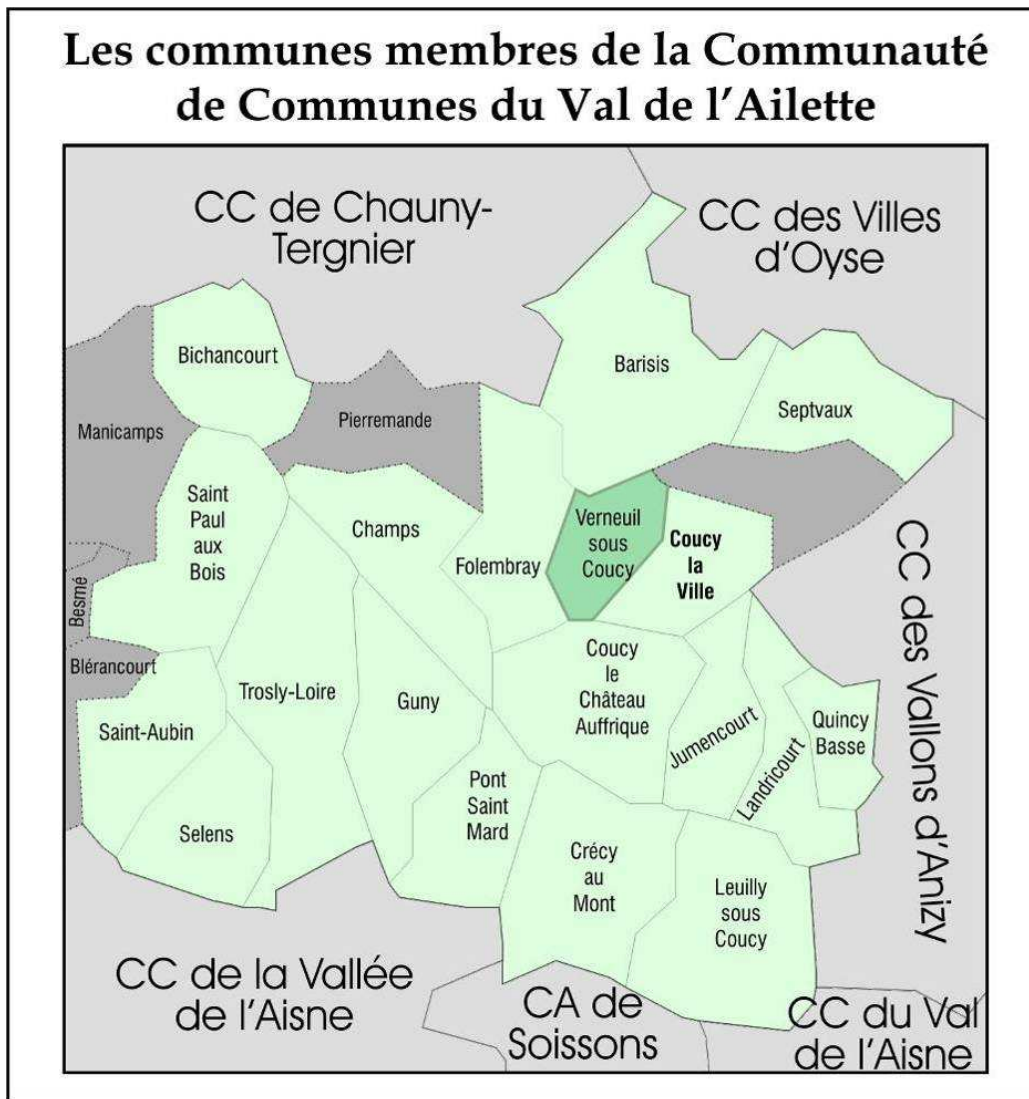 Les communes membres de la Communauté
de Communes du Val de l'Ailette
CC de Chauny-
Tergnier
CC des Villes
d'Oyse
Bichancourt
Barisis
Septvaux
Manicamps
Pierremande
Saint
Paul
aux
Bois
Champs
Verneuil
sous
Coucy
Coucy
la
Ville
Folembray
CC des Vallons d'Anizy
Besmé
Blérancourt
Saint-Aubin
Trosly-Loire
Guny
Coucy
le
Château
Auffrique
Jumencourt
Landricourt
Quincy
Basse
Selens
Pont
Saint
Mard
Crécy
au
Mont
Leuilly
sous
Coucy
CC de la Vallée
de l'Aisne
CA de
Soissons
CC du Val
de l'Aisne